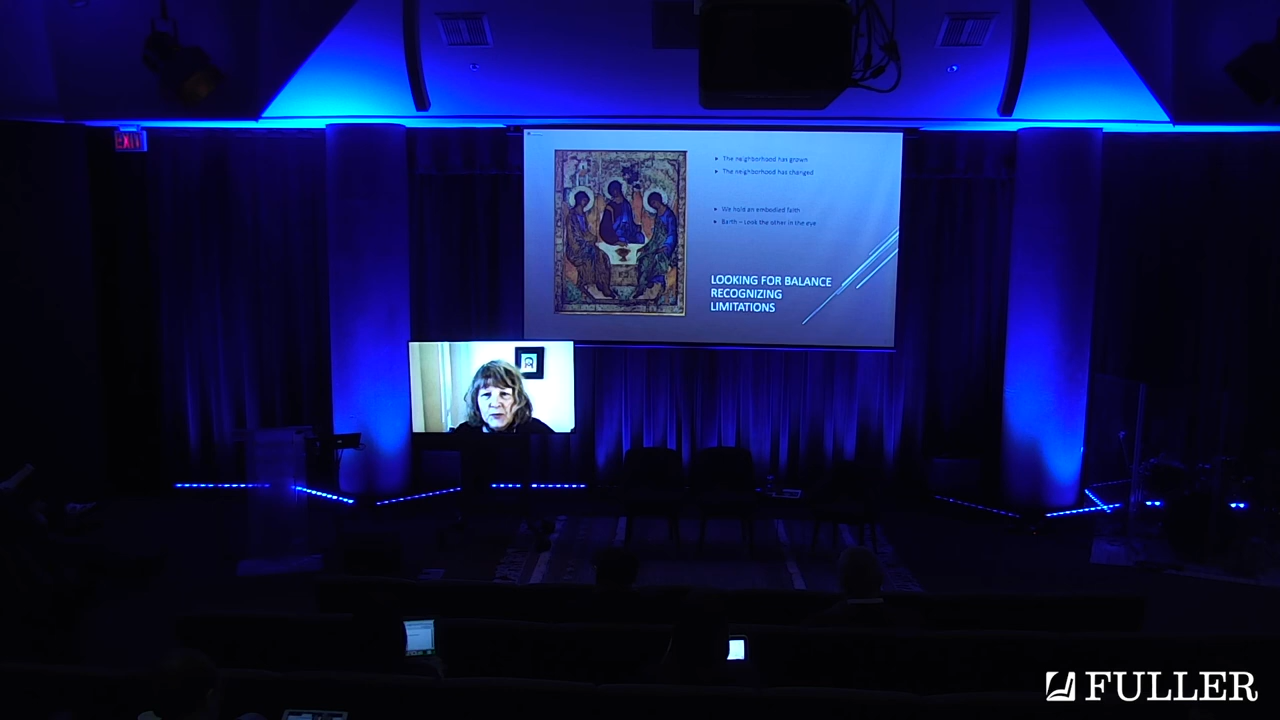 EXIT
The neighborhood has grown
The neighborhood has changed
We hold an embodied faith
Barth – Look the other in the eye
LOOKING FOR BALANCE
RECOGNIZING
LIMITATIONS
FULLER